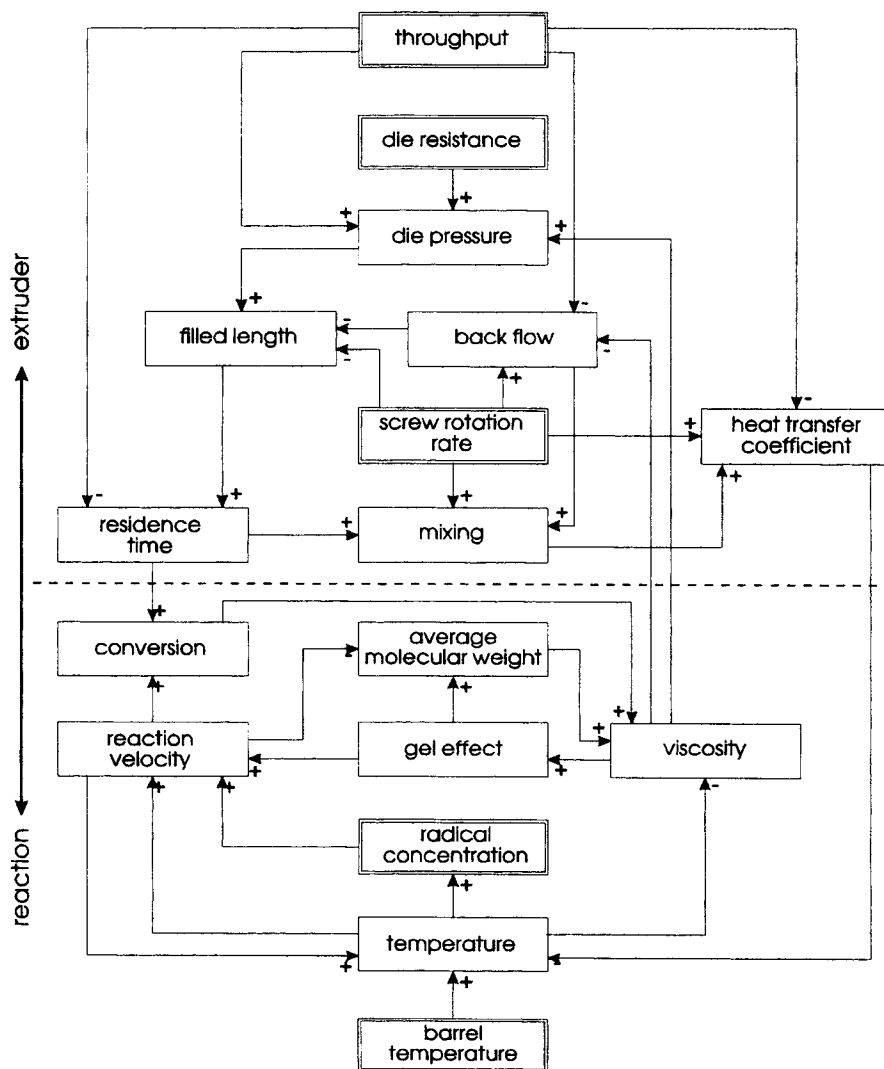 throughput
die resistance
+
+
die pressure
+
+
-
filled length
-
-
back flow
-
+
screw rotation
rate
+
-
heat transfer
coefficient
+
-
+
+
+
residence
time
+
mixing
extruder
+
conversion
average
molecular weight
-
+
+
+
+
reaction
velocity
+
gel effect
+
viscosity
+
+
-
radical
concentration
+
reaction
temperature
+
-
+
barrel
temperature